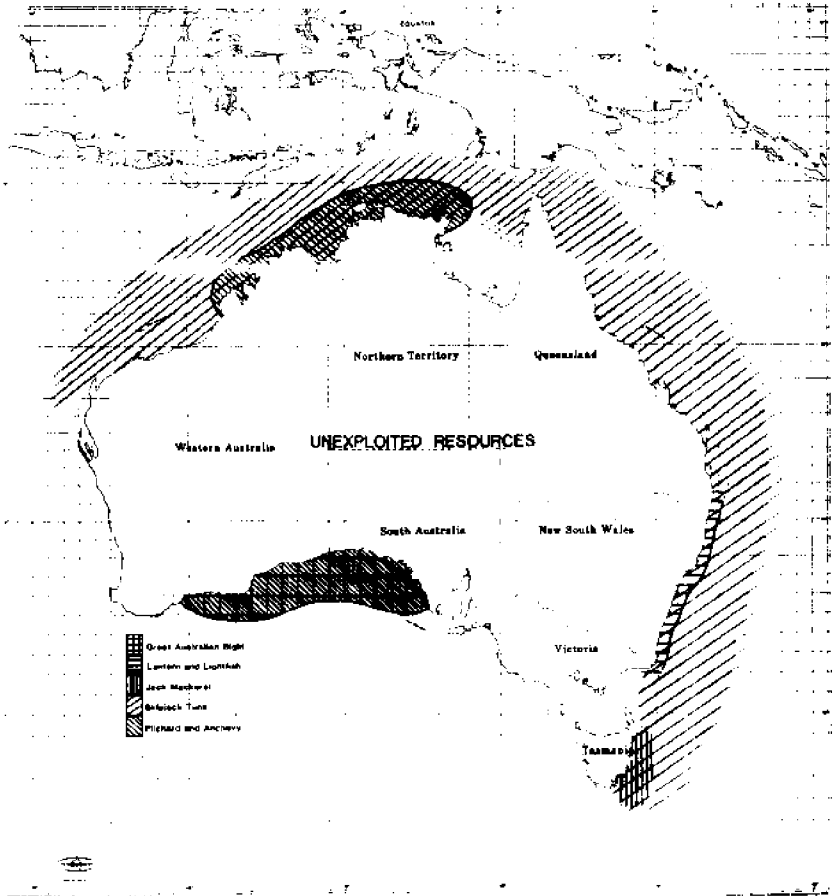 EQUATOR
Northern Territory
Queensland
Western Australia
UNEXPLOITED RESOURCES
South Australia
New South Wales
Victoria
Great Australian Bight
Lantern and Lightfish
Jack Mackerel
Skipjack Tuna
Pilchard and Anchovy
Tasmania